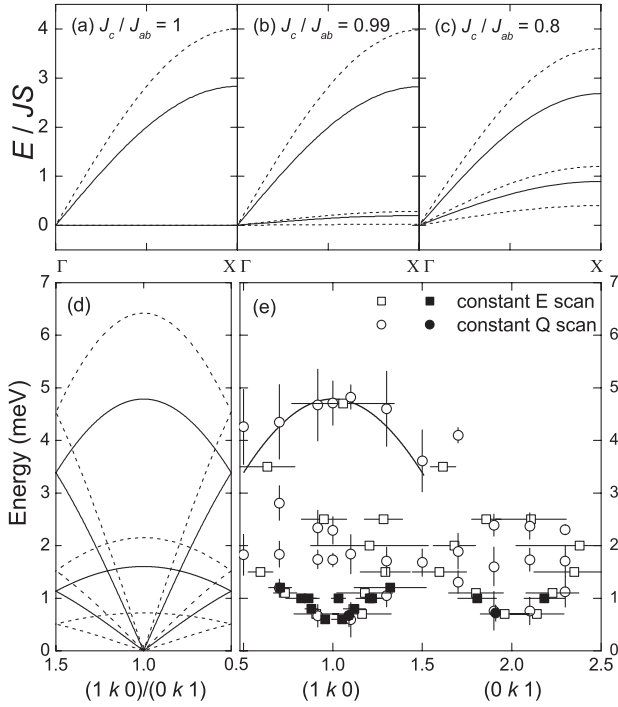 (a) J_c / J_ab = 1
(b) J_c / J_ab = 0.99
(c) J_c / J_ab = 0.8
4
3
2
1
0
E / JS
Γ
X
Γ
X
Γ
X
7
6
5
4
3
2
1
0
Energy (meV)
(d)
1.5
1.0
0.5
(1 k 0)/(0 k 1)
(e)
constant E scan
constant Q scan
0.5
1.0
1.5
2.0
2.5
(1 k 0)
(0 k 1)
7
6
5
4
3
2
1
0